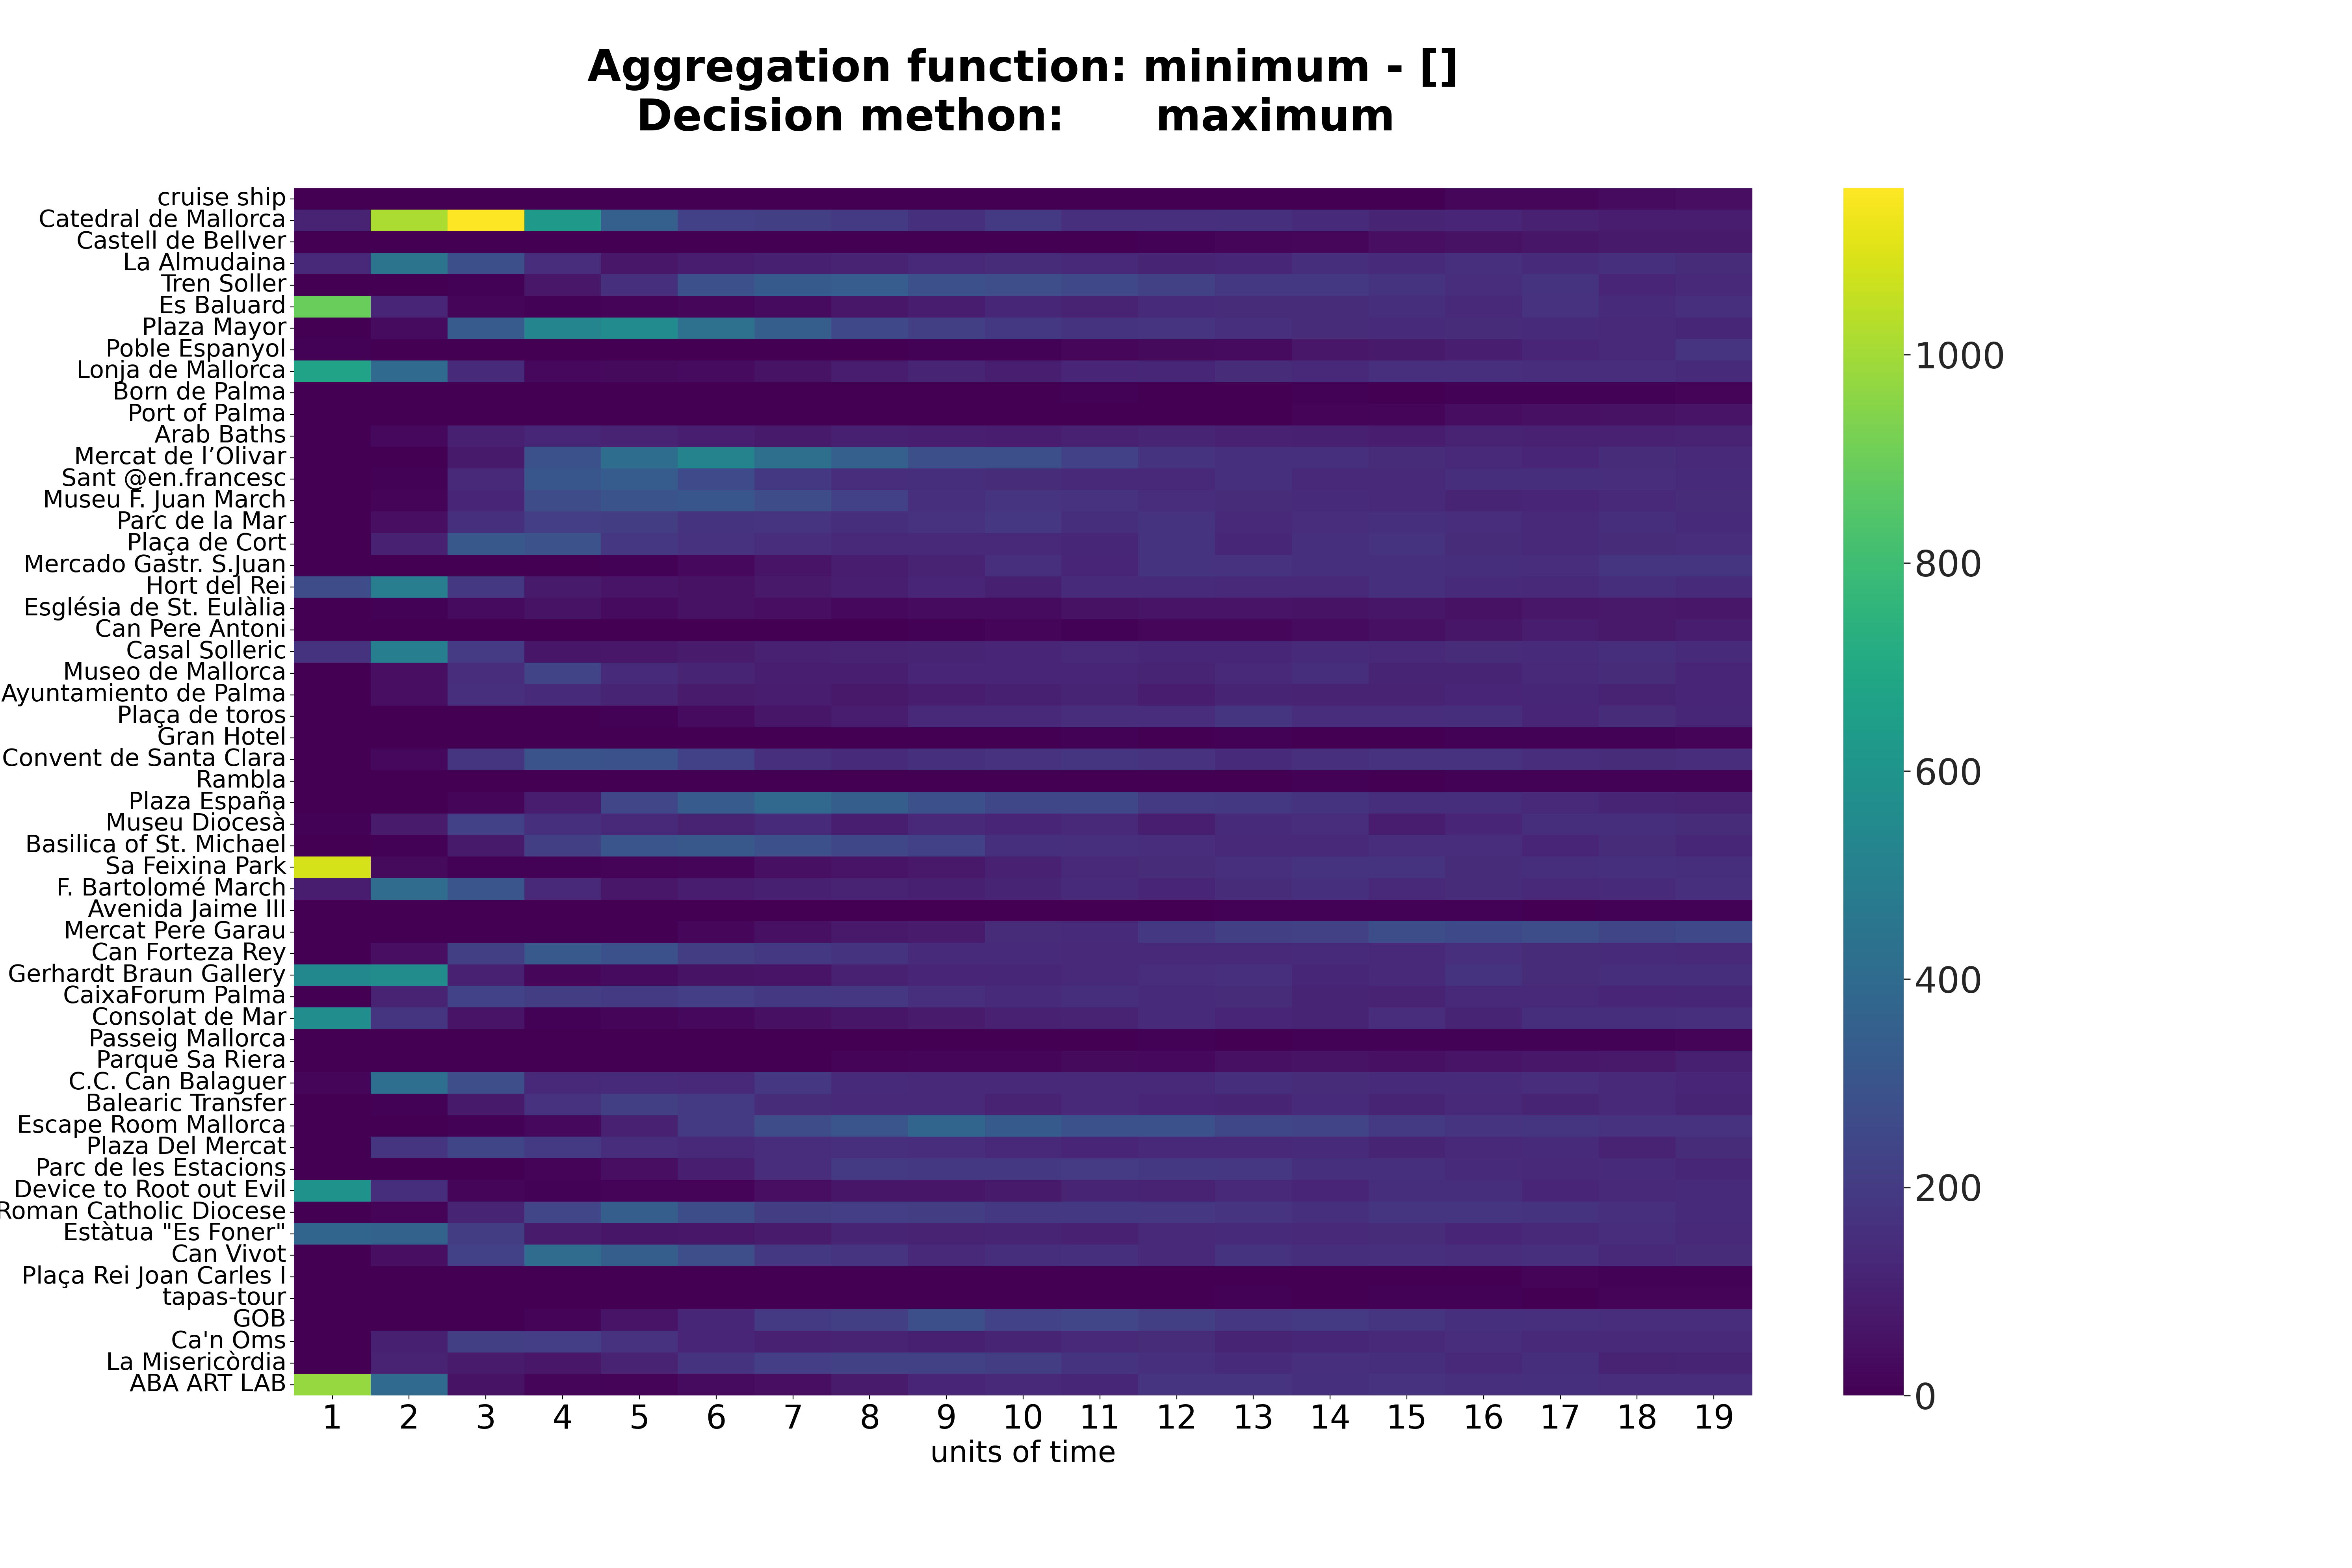 Aggregation function: minimum - []
Decision methon: maximum
cruise ship
Catedral de Mallorca
Castell de Bellver
La Almudaina
Tren Soller
Es Baluard
Plaza Mayor
Poble Espanyol
Lonja de Mallorca
Born de Palma
Port of Palma
Arab Baths
Mercat de l’Olivar
Sant @en.francesc
Museu F. Juan March
Parc de la Mar
Plaça de Cort
Mercado Gastr. S.Juan
Hort del Rei
Església de St. Eulàlia
Can Pere Antoni
Casal Solleric
Museo de Mallorca
Ayuntamiento de Palma
Plaça de toros
Gran Hotel
Convent de Santa Clara
Rambla
Plaza España
Museu Diocesà
Basilica of St. Michael
Sa Feixina Park
F. Bartolomé March
Avenida Jaime III
Mercat Pere Garau
Can Forteza Rey
Gerhardt Braun Gallery
CaixaForum Palma
Consolat de Mar
Passeig Mallorca
Parque Sa Riera
C.C. Can Balaguer
Balearic Transfer
Escape Room Mallorca
Plaza Del Mercat
Parc de les Estacions
Device to Root out Evil
Roman Catholic Diocese
Estàtua "Es Foner"
Can Vivot
Plaça Rei Joan Carles I
tapas-tour
GOB
Ca'n Oms
La Misericòrdia
ABA ART LAB
1 2 3 4 5 6 7 8 9 10 11 12 13 14 15 16 17 18 19
units of time
1000
800
600
400
200
0